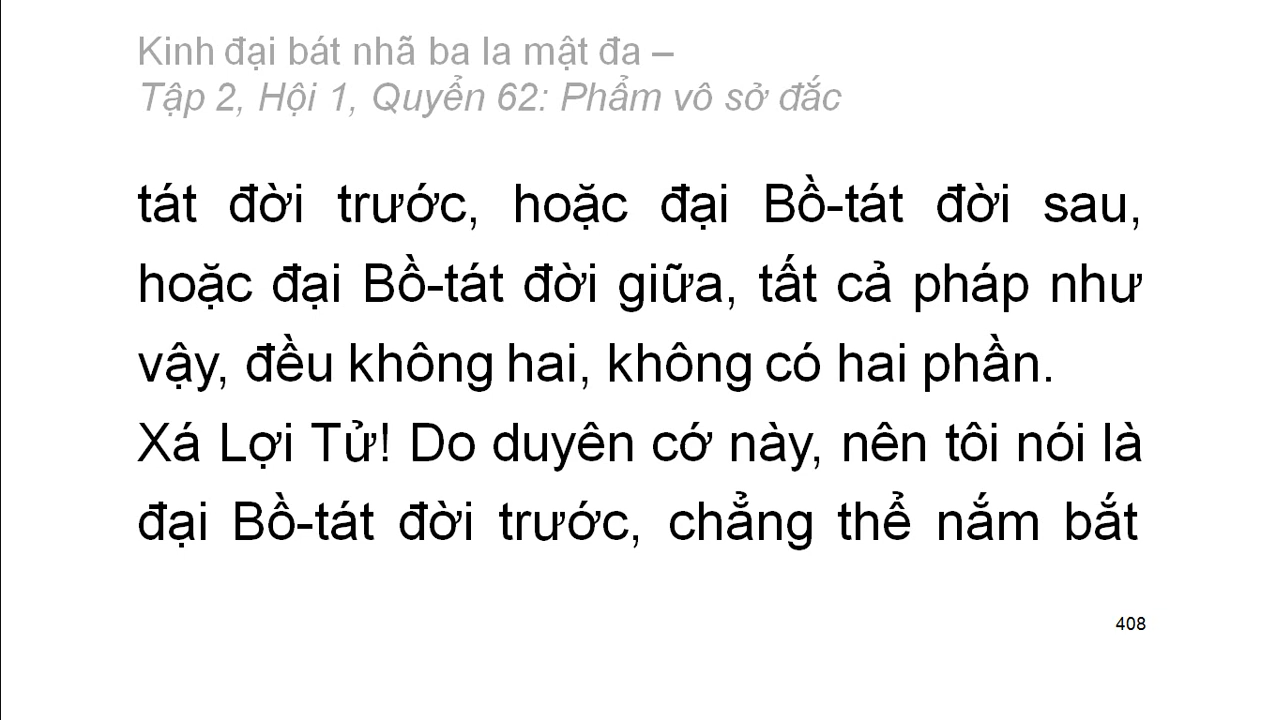 Kinh đại bát nhã ba la mật đa –
Tập 2, Hội 1, Quyển 62: Phẩm vô sở đắc
tát đời trước, hoặc đại Bồ-tát đời sau,
hoặc đại Bồ-tát đời giữa, tất cả pháp như
vậy, đều không hai, không có hai phần.
Xá Lợi Tử! Do duyên cớ này, nên tôi nói là
đại Bồ-tát đời trước, chẳng thể nắm bắt
408